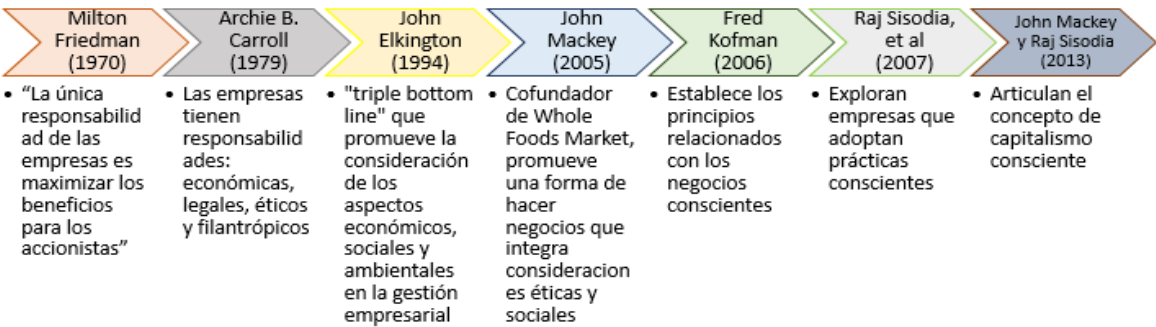 Milton
Friedman
(1970)
Archie B.
Carroll
(1979)
John
Elkington
(1994)
John
Mackey
(2005)
Fred
Kofman
(2006)
Raj Sisodia,
et al
(2007)
John Mackey
y Raj Sisodia
(2013)
• “La única
responsabilid
ad de las
empresas es
maximizar los
beneficios
para los
accionistas”
• Las empresas
tienen
responsabilid
ades:
económicas,
legales, éticos
y filantrópicos
• "triple bottom
line" que
promueve la
consideración
de los
aspectos
económicos,
sociales y
ambientales
en la gestión
empresarial
• Cofundador
de Whole
Foods Market,
promueve
una forma de
hacer
negocios que
integra
consideracion
es éticas y
sociales
• Establece los
principios
relacionados
con los
negocios
conscientes
• Exploran
empresas que
adoptan
prácticas
conscientes
• Articulan el
concepto de
capitalismo
consciente